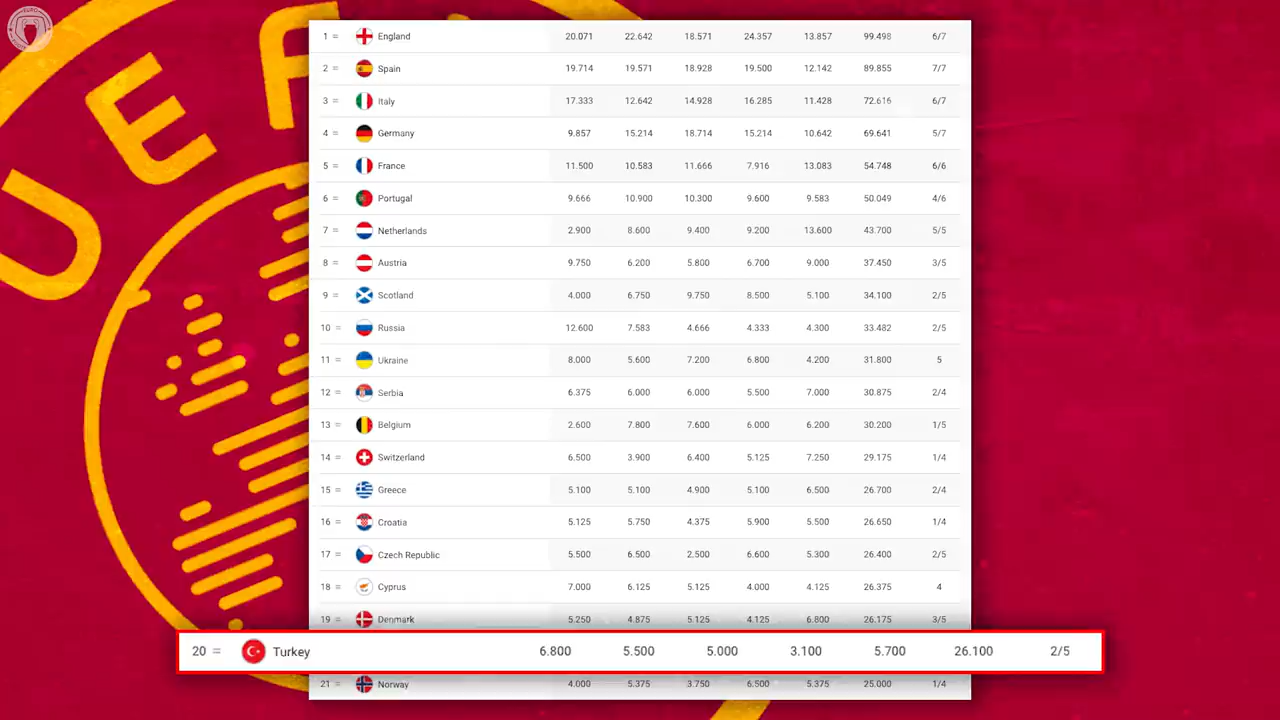 EURO
UEFA
1 = England 20.071 22.642 18.571 24.357 13.857 99.498 6/7
2 = Spain 19.714 19.571 18.928 19.500 12.142 89.855 7/7
3 = Italy 17.333 12.642 14.928 16.285 11.428 72.616 6/7
4 = Germany 9.857 15.214 18.714 15.214 10.642 69.641 5/7
5 = France 11.500 10.583 11.666 7.916 13.083 54.748 6/6
6 = Portugal 9.666 10.900 10.300 9.600 9.583 50.049 4/6
7 = Netherlands 2.900 8.600 9.400 9.200 13.600 43.700 5/5
8 = Austria 9.750 6.200 5.800 6.700 9.000 37.450 3/5
9 = Scotland 4.000 6.750 9.750 8.500 5.100 34.100 2/5
10 = Russia 12.600 7.583 4.666 4.333 4.300 33.482 2/5
11 = Ukraine 8.000 5.600 7.200 6.800 4.200 31.800 5
12 = Serbia 6.375 6.000 6.000 5.500 7.000 30.875 2/4
13 = Belgium 2.600 7.800 7.600 6.000 6.200 30.200 1/5
14 = Switzerland 6.500 3.900 6.400 5.125 7.250 29.175 1/4
15 = Greece 5.100 5.100 4.900 5.100 6.500 26.700 2/4
16 = Croatia 5.125 5.750 4.375 5.900 5.500 26.650 1/4
17 = Czech Republic 5.500 6.500 2.500 6.600 5.300 26.400 2/5
18 = Cyprus 7.000 6.125 5.125 4.000 4.125 26.375 4
19 = Denmark 5.250 4.875 5.125 4.125 6.800 26.175 3/5
20 = Turkey 6.800 5.500 5.000 3.100 5.700 26.100 2/5
21 = Norway 4.000 5.375 3.750 6.500 5.375 25.000 1/4